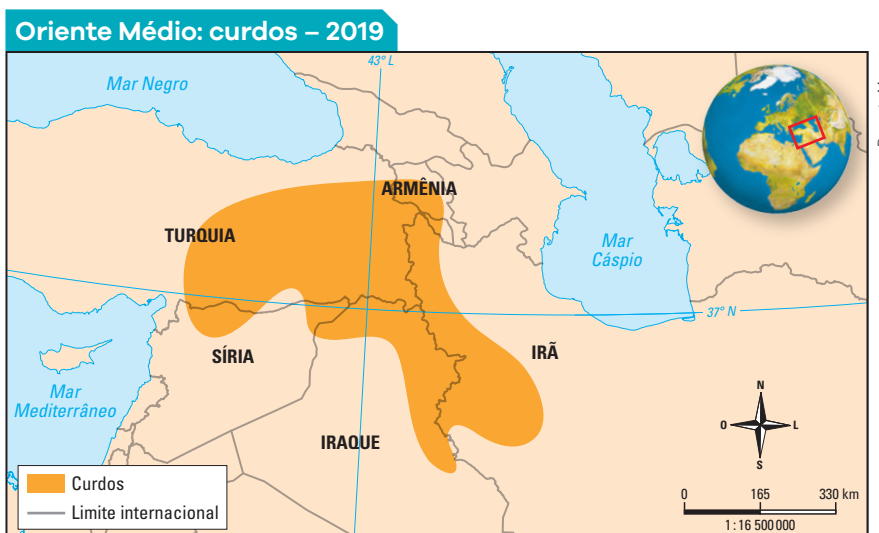 Oriente Médio: curdos – 2019
43° L
Mar Negro
ARMÊNIA
TURQUIA
Mar
Cáspio
37° N
SÍRIA
IRÃ
Mar
Mediterrâneo
IRAQUE
N
O
L
S
Curdos
Limite internacional
0 165 330 km
1 : 16 500 000